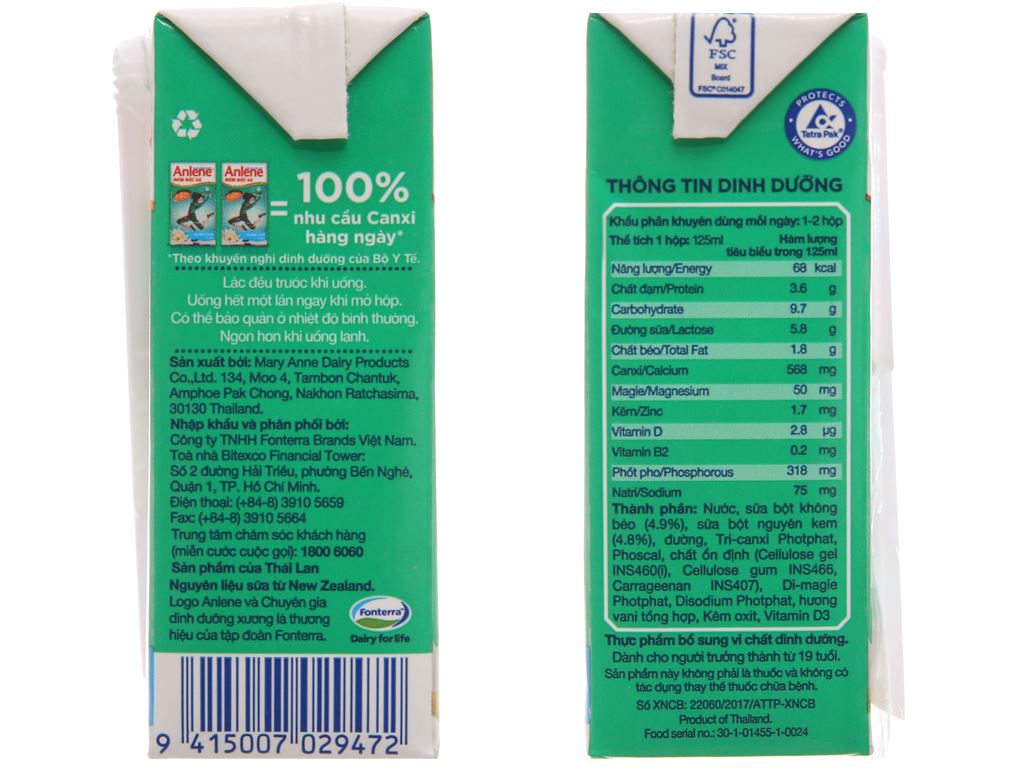 Anlene
Anlene
= 100%
nhu cầu Canxi
hàng ngày*
*Theo khuyến nghị dinh dưỡng của Bộ Y Tế.
Lắc đều trước khi uống.
Uống hết một lần ngay khi mở hộp.
Có thể bảo quản ở nhiệt độ bình thường.
Ngon hơn khi uống lạnh.
Sản xuất bởi: Mary Anne Dairy Products
Co.,Ltd. 134, Moo 4, Tambon Chantuk,
Amphoe Pak Chong, Nakhon Ratchasima,
30130 Thailand.
Nhập khẩu và phân phối bởi:
Công ty TNHH Fonterra Brands Việt Nam.
Toà nhà Bitexco Financial Tower:
Số 2 đường Hải Triều, phường Bến Nghé,
Quận 1, TP. Hồ Chí Minh.
Điện thoại: (+84-8) 3910 5659
Fax: (+84-8) 3910 5664
Trung tâm chăm sóc khách hàng
(miễn cước cuộc gọi): 1800 6060
Sản phẩm của Thái Lan
Nguyên liệu sữa từ New Zealand.
Logo Anlene và Chuyên gia
dinh dưỡng xương là thương
hiệu của tập đoàn Fonterra.
Fonterra
Dairy for life
9 415007 029472
FSC
MIX
Board
FSC® C014047
PROTECTS
Tetra Pak®
WHAT'S GOOD
THÔNG TIN DINH DƯỠNG
Khẩu phần khuyên dùng mỗi ngày: 1-2 hộp
Thể tích 1 hộp: 125ml Hàm lượng
tiêu biểu trong 125ml
Năng lượng/Energy 68 kcal
Chất đạm/Protein 3.6 g
Carbohydrate 9.7 g
Đường sữa/Lactose 5.8 g
Chất béo/Total Fat 1.8 g
Canxi/Calcium 568 mg
Magie/Magnesium 50 mg
Kẽm/Zinc 1.7 mg
Vitamin D 2.8 µg
Vitamin B2 0.2 mg
Phốt pho/Phosphorous 318 mg
Natri/Sodium 75 mg
Thành phần: Nước, sữa bột không
béo (4.9%), sữa bột nguyên kem
(4.8%), đường, Tri-canxi Photphat,
Phoscal, chất ổn định (Cellulose gel
INS460(i), Cellulose gum INS466,
Carrageenan INS407), Di-magie
Photphat, Disodium Photphat, hương
vani tổng hợp, Kẽm oxit, Vitamin D3
Thực phẩm bổ sung vi chất dinh dưỡng.
Dành cho người trưởng thành từ 19 tuổi.
Sản phẩm này không phải là thuốc và không có
tác dụng thay thế thuốc chữa bệnh.
Số XNCB: 22060/2017/ATTP-XNCB
Product of Thailand.
Food serial no.: 30-1-01455-1-0024